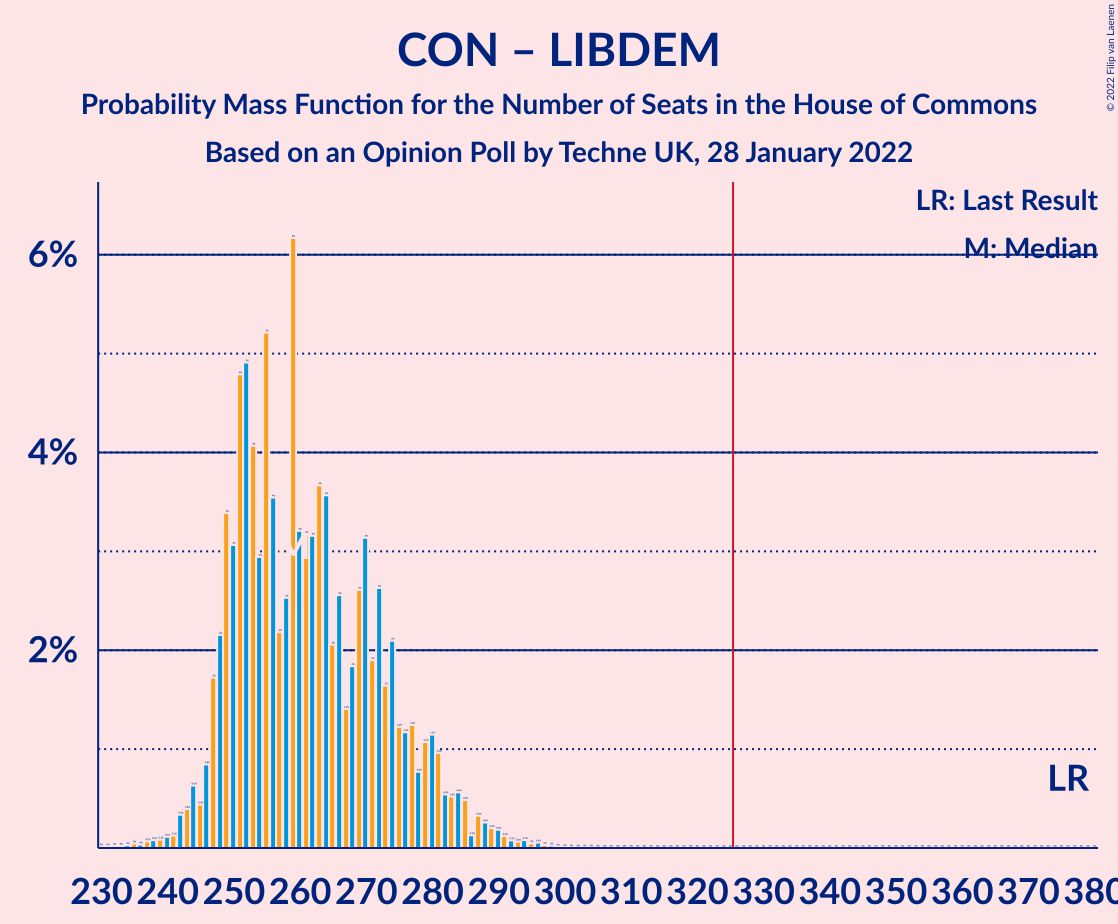 CON – LIBDEM
Probability Mass Function for the Number of Seats in the House of Commons
Based on an Opinion Poll by Techne UK, 28 January 2022
© 2022 Filip van Laenen
LR: Last Result
M: Median
6%
4%
2%
M
LR
230 240 250 260 270 280 290 300 310 320 330 340 350 360 370 380